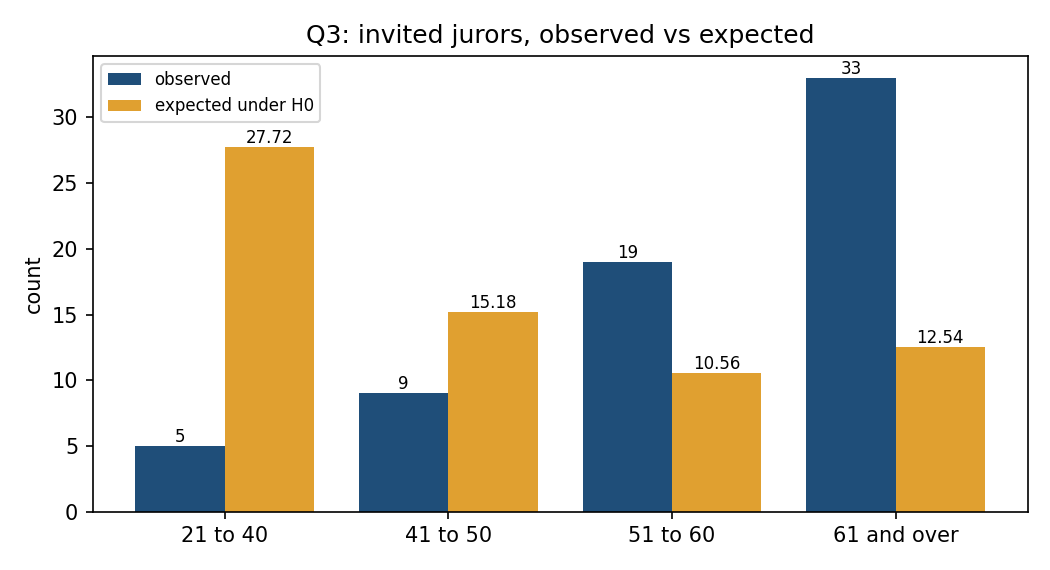 Q3: invited jurors, observed vs expected
observed
expected under H0
count
30
25
20
15
10
5
0
5
27.72
9
15.18
19
10.56
33
12.54
21 to 40
41 to 50
51 to 60
61 and over